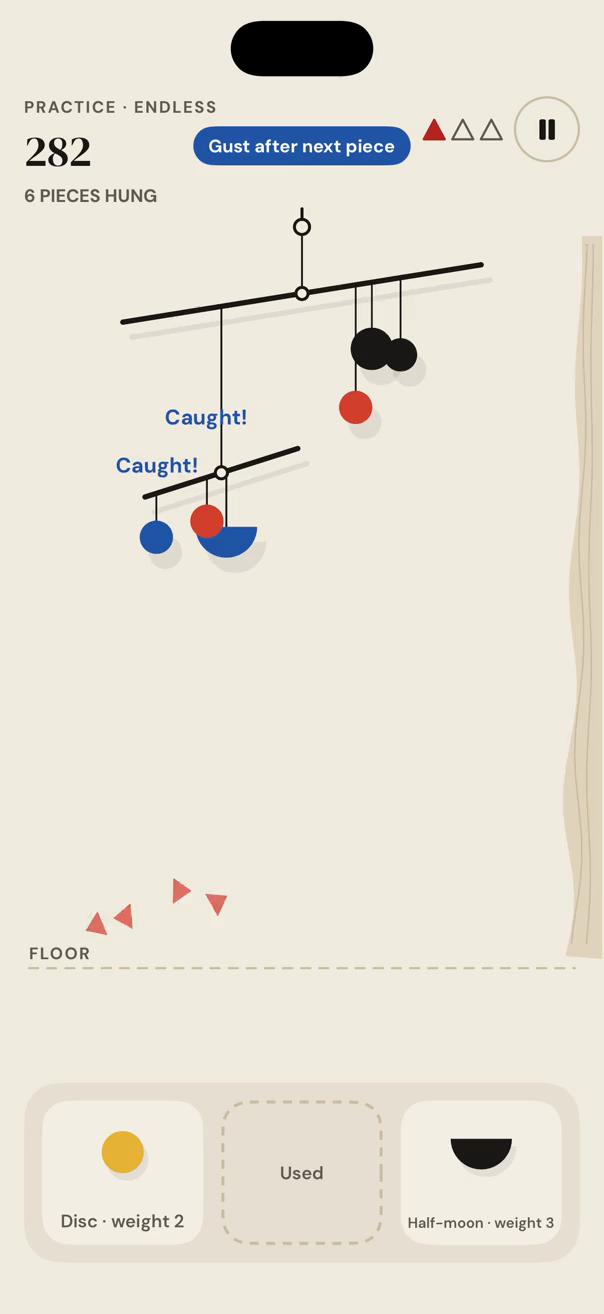 PRACTICE · ENDLESS
282
Gust after next piece
6 PIECES HUNG
Caught!
Caught!
FLOOR
Disc · weight 2
Used
Half-moon · weight 3